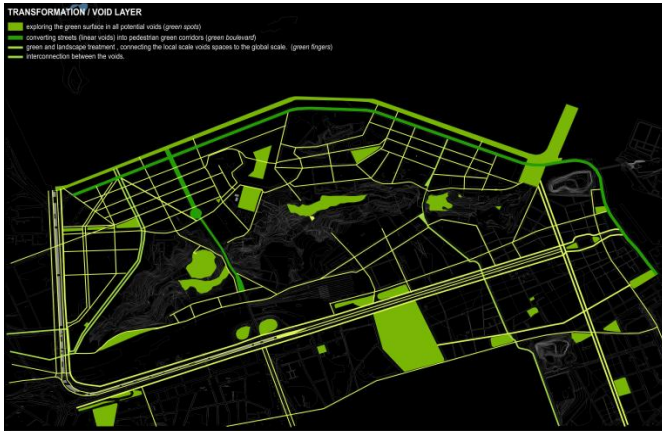 TRANSFORMATION / VOID LAYER
exploring the green surface in all potential voids (green spots)
converting streets (linear voids) into pedestrian green corridors (green boulevard)
green and landscape treatment , connecting the local scale voids spaces to the global scale. (green fingers)
interconnection between the voids.